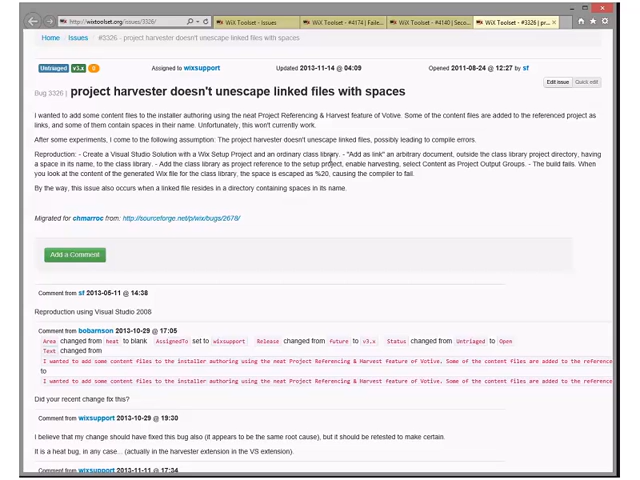 http://wixtoolset.org/issues/3326/
WiX Toolset - Issues
WiX Toolset - #4174 | Faile...
WiX Toolset - #4140 | Seco...
WiX Toolset - #3326 | pr...
Home Issues #3326 - project harvester doesn't unescape linked files with spaces
Untriaged v3.x 0 Assigned to wixsupport Updated 2013-11-14 @ 04:09 Opened 2011-08-24 @ 12:27 by sf
Edit issue Quick edit
Bug 3326 | project harvester doesn't unescape linked files with spaces
I wanted to add some content files to the installer authoring using the neat Project Referencing & Harvest feature of Votive. Some of the content files are added to the referenced project as
links, and some of them contain spaces in their name. Unfortunately, this won't currently work.
After some experiments, I come to the following assumption: The project harvester doesn't unescape linked files, possibly leading to compile errors.
Reproduction: - Create a Visual Studio Solution with a Wix Setup Project and an ordinary class library. - "Add as link" an arbitrary document, outside the class library project directory, having
a space in its name, to the class library. - Add the class library as project reference to the setup project, enable harvesting, select Content as Project Output Groups. - The build fails. When
you look at the content of the generated Wix file for the class library, the space is escaped as %20, causing the compiler to fail.
By the way, this issue also occurs when a linked file resides in a directory containing spaces in its name.
Migrated for chmarroc from: http://sourceforge.net/p/wix/bugs/2678/
Add a Comment
Comment from sf 2013-05-11 @ 14:38
Reproduction using Visual Studio 2008
Comment from bobarnson 2013-10-29 @ 17:05
Area changed from heat to blank AssignedTo set to wixsupport Release changed from future to v3.x Status changed from Untriaged to Open
Text changed from
I wanted to add some content files to the installer authoring using the neat Project Referencing & Harvest feature of Votive. Some of the content files are added to the reference
to
I wanted to add some content files to the installer authoring using the neat Project Referencing & Harvest feature of Votive. Some of the content files are added to the reference
Did your recent change fix this?
Comment from wixsupport 2013-10-29 @ 19:30
I believe that my change should have fixed this bug also (it appears to be the same root cause), but it should be retested to make certain.
It is a heat bug, in any case... (actually in the harvester extension in the VS extension).
Comment from wixsupport 2013-11-11 @ 17:34